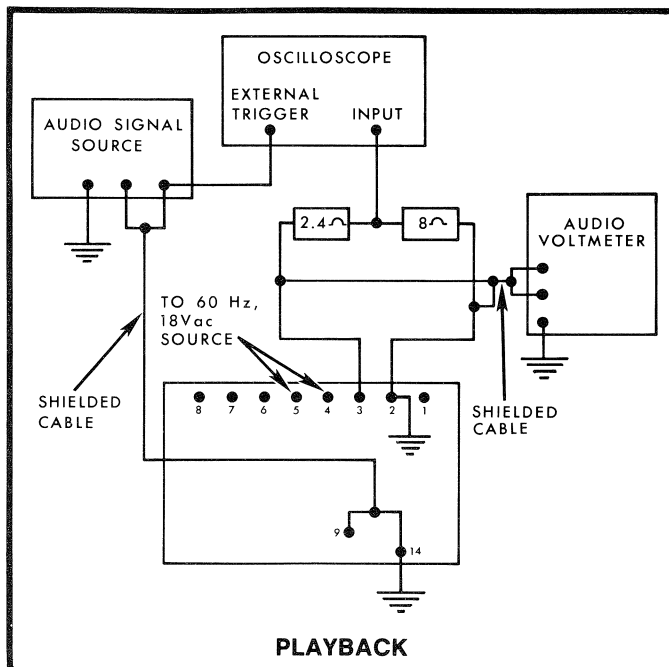 OSCILLOSCOPE
EXTERNAL
TRIGGER
INPUT
AUDIO SIGNAL
SOURCE
2.4
8
AUDIO
VOLTMETER
TO 60 Hz,
18Vac
SOURCE
SHIELDED
CABLE
8 7 6 5 4 3 2 1
SHIELDED
CABLE
9
14
PLAYBACK